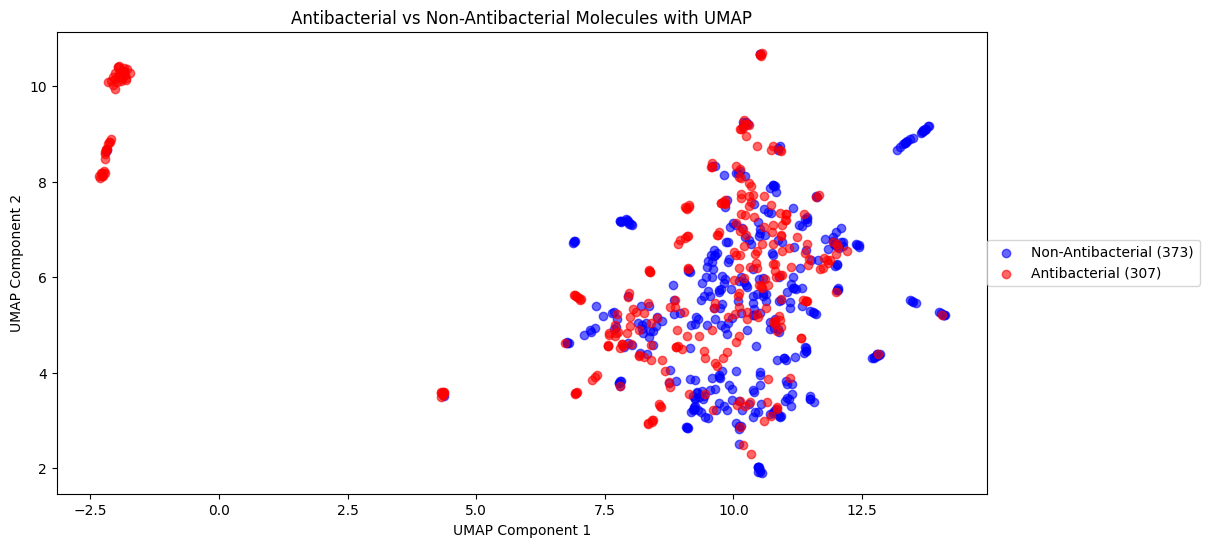 Antibacterial vs Non-Antibacterial Molecules with UMAP
UMAP Component 2
10
8
6
4
2
Non-Antibacterial (373)
Antibacterial (307)
-2.5
0.0
2.5
5.0
7.5
10.0
12.5
UMAP Component 1